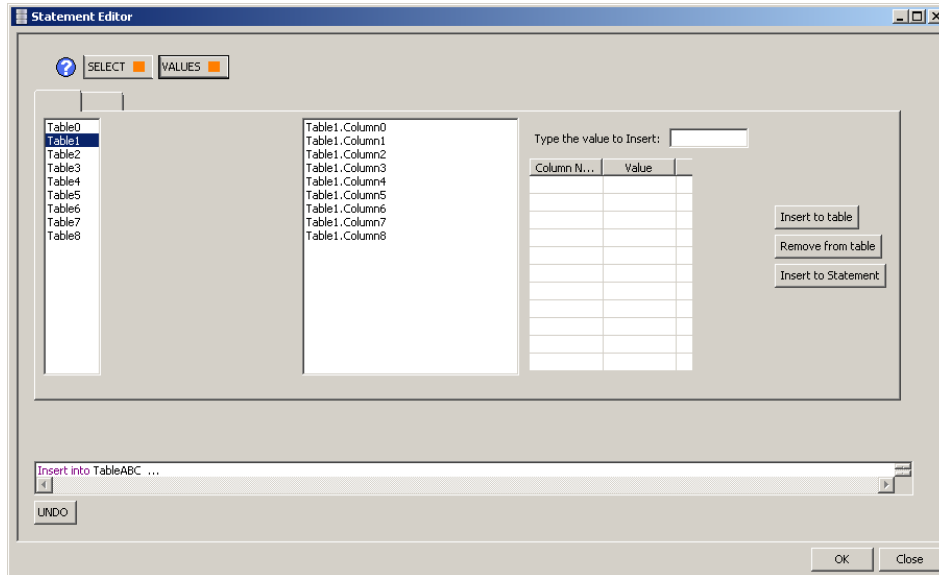 Statement Editor
SELECT
VALUES
Table0
Table1
Table2
Table3
Table4
Table5
Table6
Table7
Table8
Table1.Column0
Table1.Column1
Table1.Column2
Table1.Column3
Table1.Column4
Table1.Column5
Table1.Column6
Table1.Column7
Table1.Column8
Type the value to Insert:
Column N... Value
Insert to table
Remove from table
Insert to Statement
Insert into TableABC ...
UNDO
OK Close